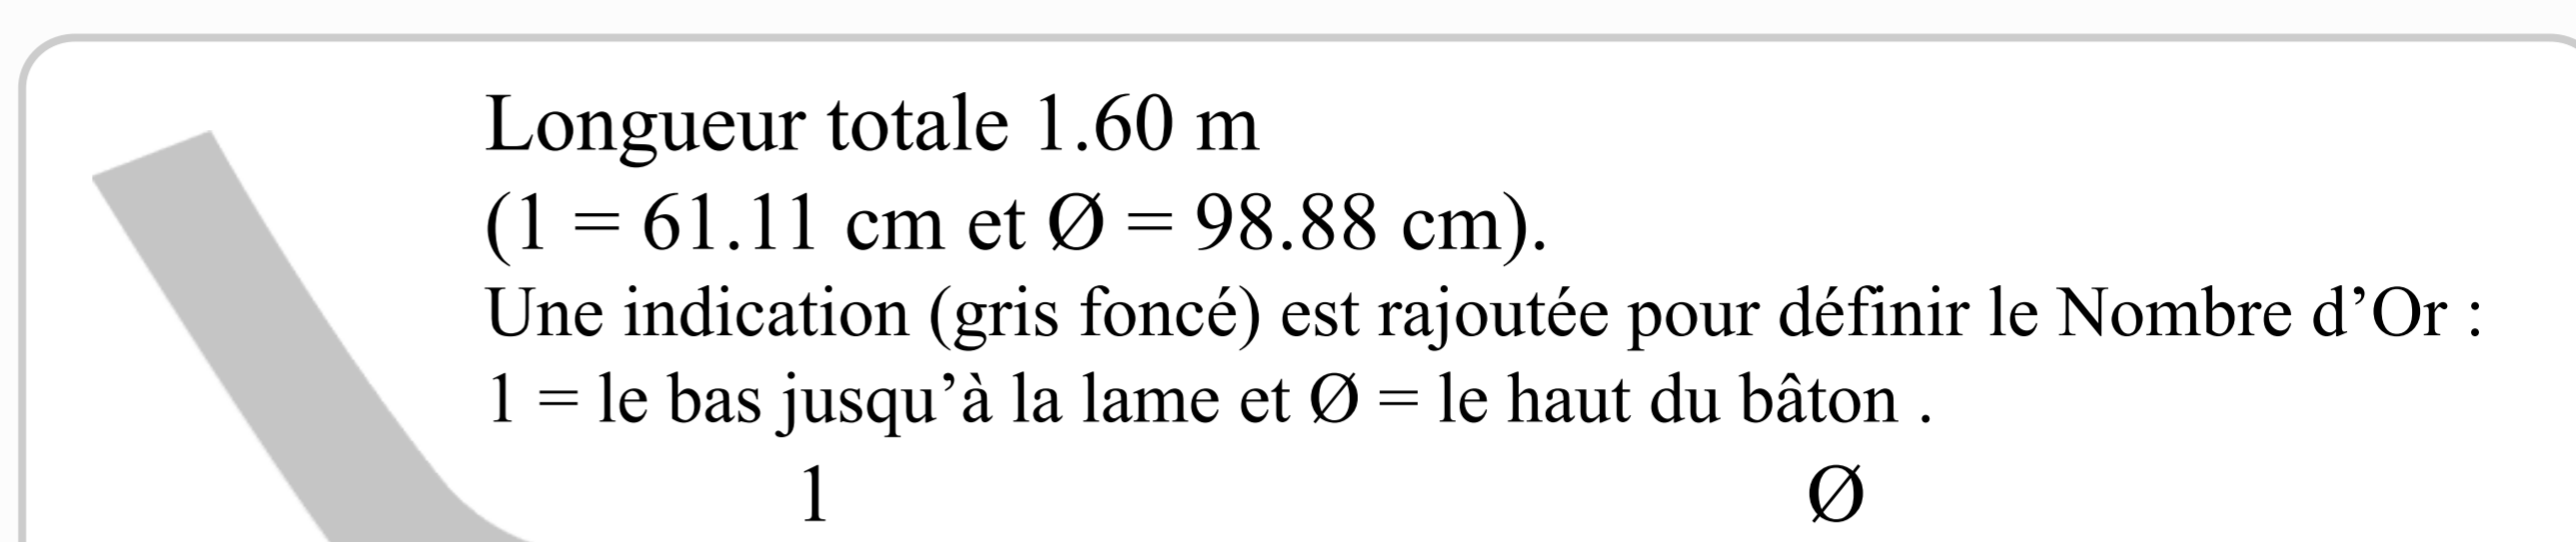 Longueur totale 1.60 m
(1 = 61.11 cm et Ø = 98.88 cm).
Une indication (gris foncé) est rajoutée pour définir le Nombre d’Or :
1 = le bas jusqu’à la lame et Ø = le haut du bâton .
1 Ø